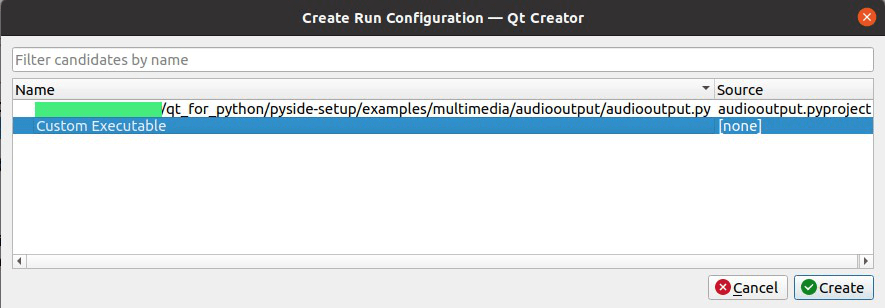 Create Run Configuration — Qt Creator
Filter candidates by name
Name Source
/qt_for_python/pyside-setup/examples/multimedia/audiooutput/audiooutput.py audiooutput.pyproject
Custom Executable [none]
Cancel Create